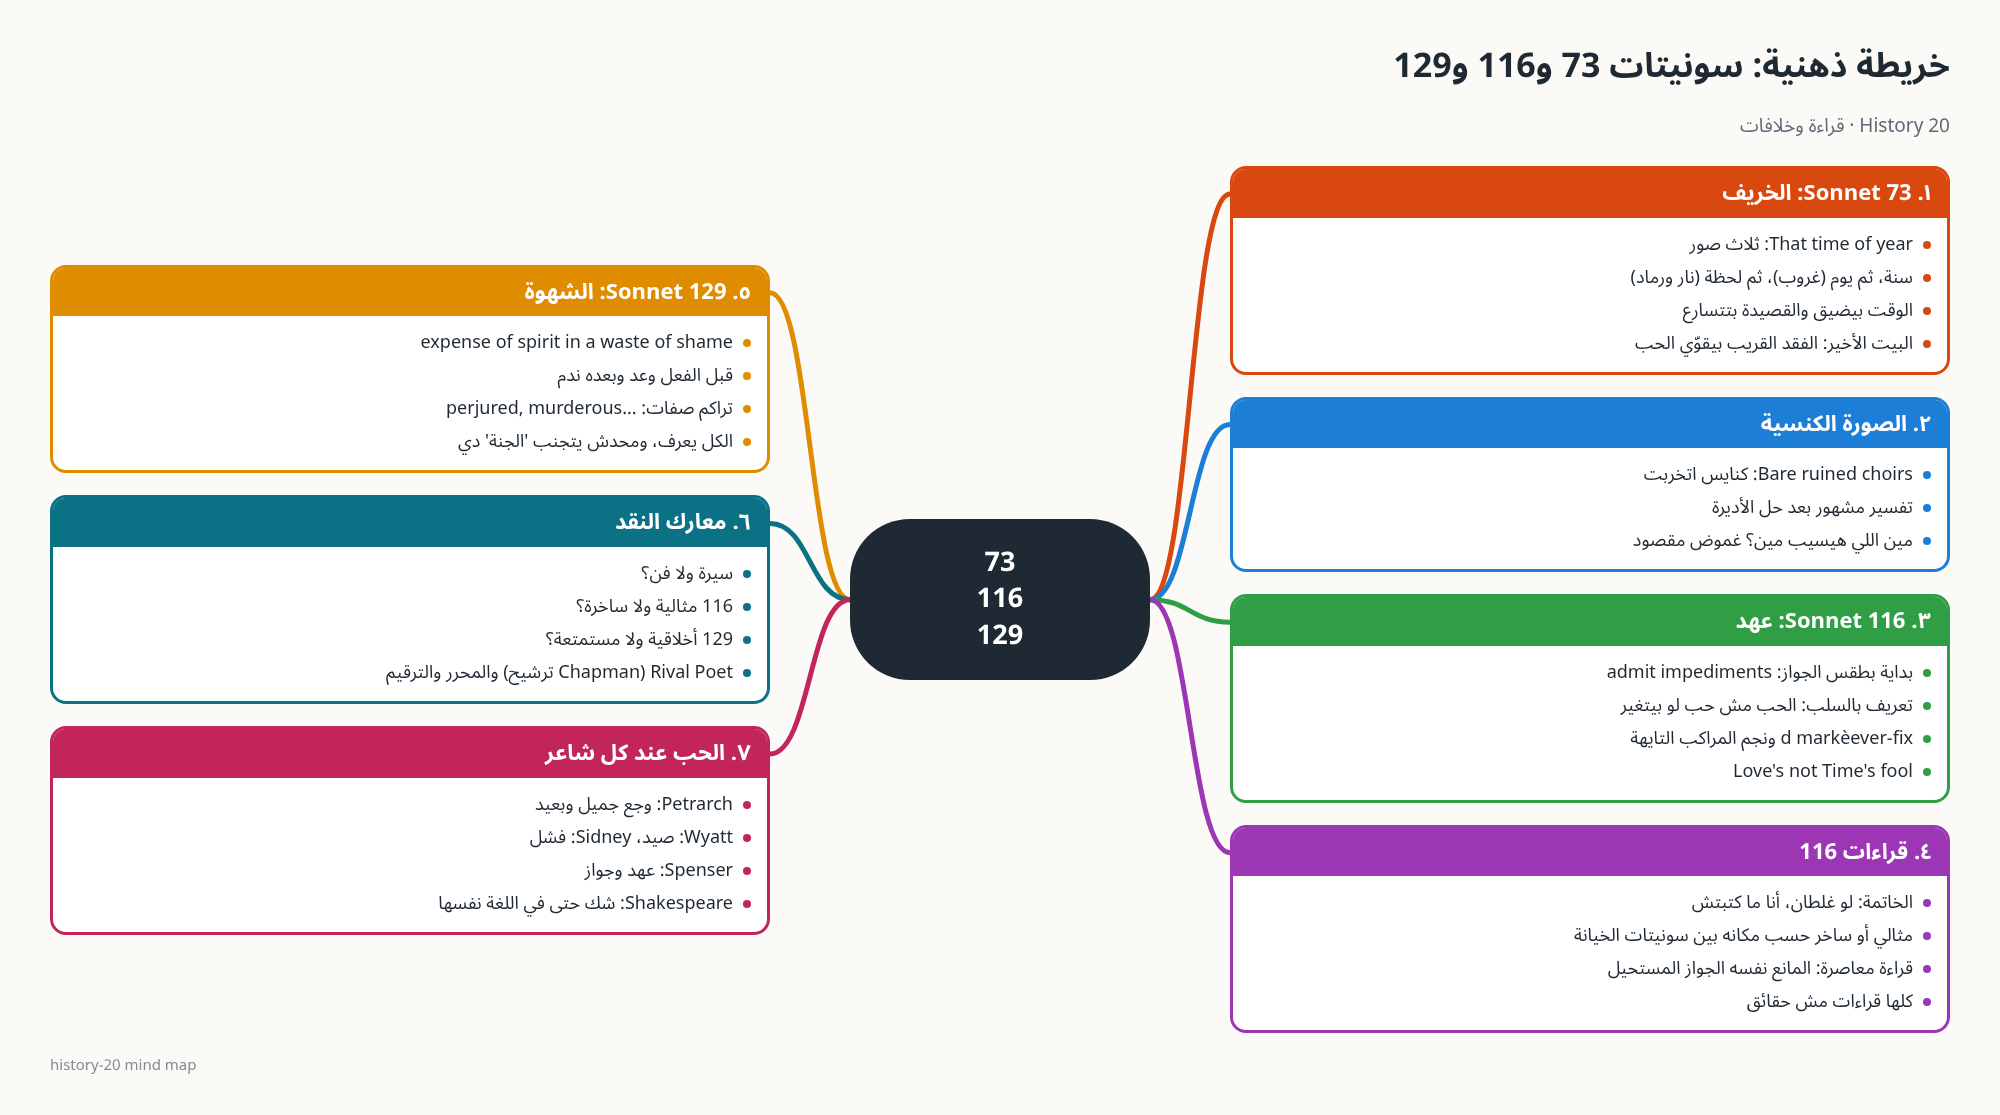 خريطة ذهنية: سونيتات 73 و116 و129
History 20 · قراءة وخلافات
١. Sonnet 73: الخريف
That time of year: ثلاث صور
سنة، ثم يوم (غروب)، ثم لحظة (نار ورماد)
الوقت بيضيق والقصيدة بتتسارع
البيت الأخير: الفقد القريب بيقوّي الحب
٢. الصورة الكنسية
Bare ruined choirs: كنايس اتخربت
تفسير مشهور بعد حل الأديرة
مين اللي هيسيب مين؟ غموض مقصود
٣. Sonnet 116: عهد
بداية بطقس الجواز: admit impediments
تعريف بالسلب: الحب مش حب لو بيتغير
d markèever-fix ونجم المراكب التايهة
Love's not Time's fool
٤. قراءات 116
الخاتمة: لو غلطان، أنا ما كتبتش
مثالي أو ساخر حسب مكانه بين سونيتات الخيانة
قراءة معاصرة: المانع نفسه الجواز المستحيل
كلها قراءات مش حقائق
73
116
129
٥. Sonnet 129: الشهوة
expense of spirit in a waste of shame
قبل الفعل وعد وبعده ندم
تراكم صفات: perjured, murderous...
الكل يعرف، ومحدش يتجنب 'الجنة' دي
٦. معارك النقد
سيرة ولا فن؟
116 مثالية ولا ساخرة؟
129 أخلاقية ولا مستمتعة؟
Rival Poet (Chapman ترشيح) والمحرر والترقيم
٧. الحب عند كل شاعر
Petrarch: وجع جميل وبعيد
Wyatt: صيد، Sidney: فشل
Spenser: عهد وجواز
Shakespeare: شك حتى في اللغة نفسها
history-20 mind map